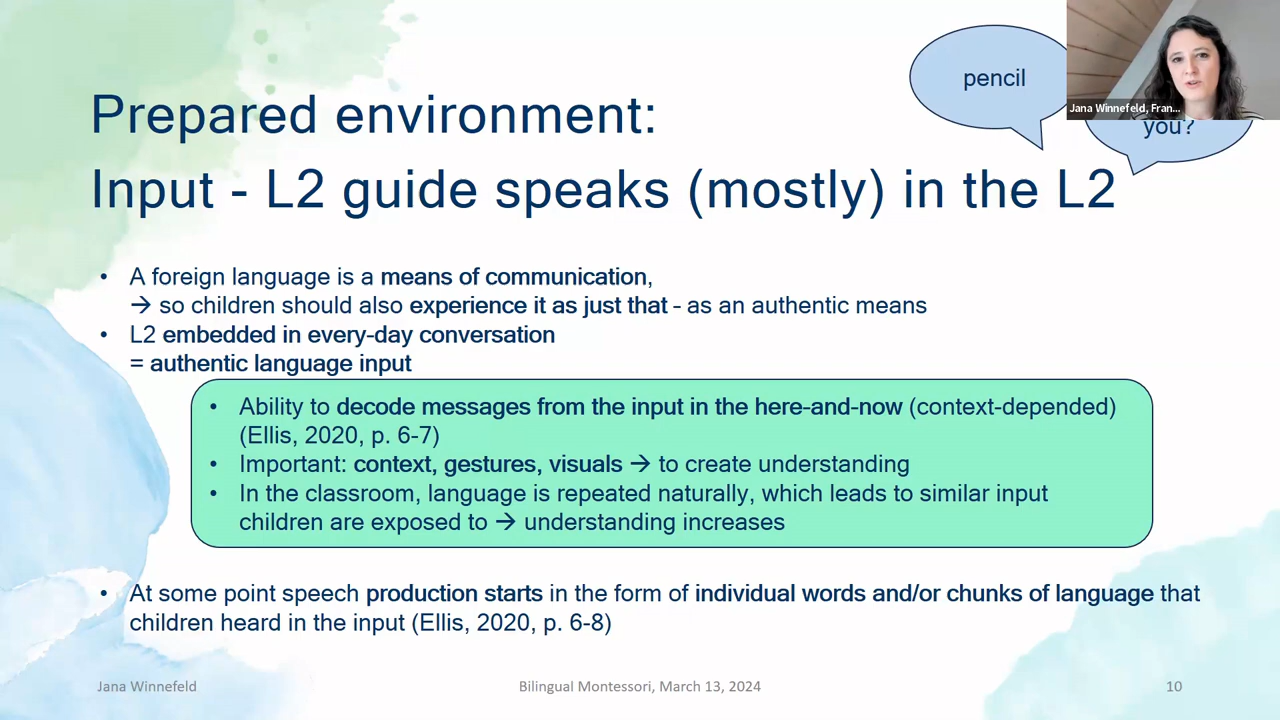 pencil
Jana Winnefeld, Fran...
you?
Prepared environment:
Input - L2 guide speaks (mostly) in the L2
• A foreign language is a means of communication,
→ so children should also experience it as just that - as an authentic means
• L2 embedded in every-day conversation
= authentic language input
• Ability to decode messages from the input in the here-and-now (context-depended)
(Ellis, 2020, p. 6-7)
• Important: context, gestures, visuals → to create understanding
• In the classroom, language is repeated naturally, which leads to similar input
children are exposed to → understanding increases
• At some point speech production starts in the form of individual words and/or chunks of language that
children heard in the input (Ellis, 2020, p. 6-8)
Jana Winnefeld
Bilingual Montessori, March 13, 2024
10